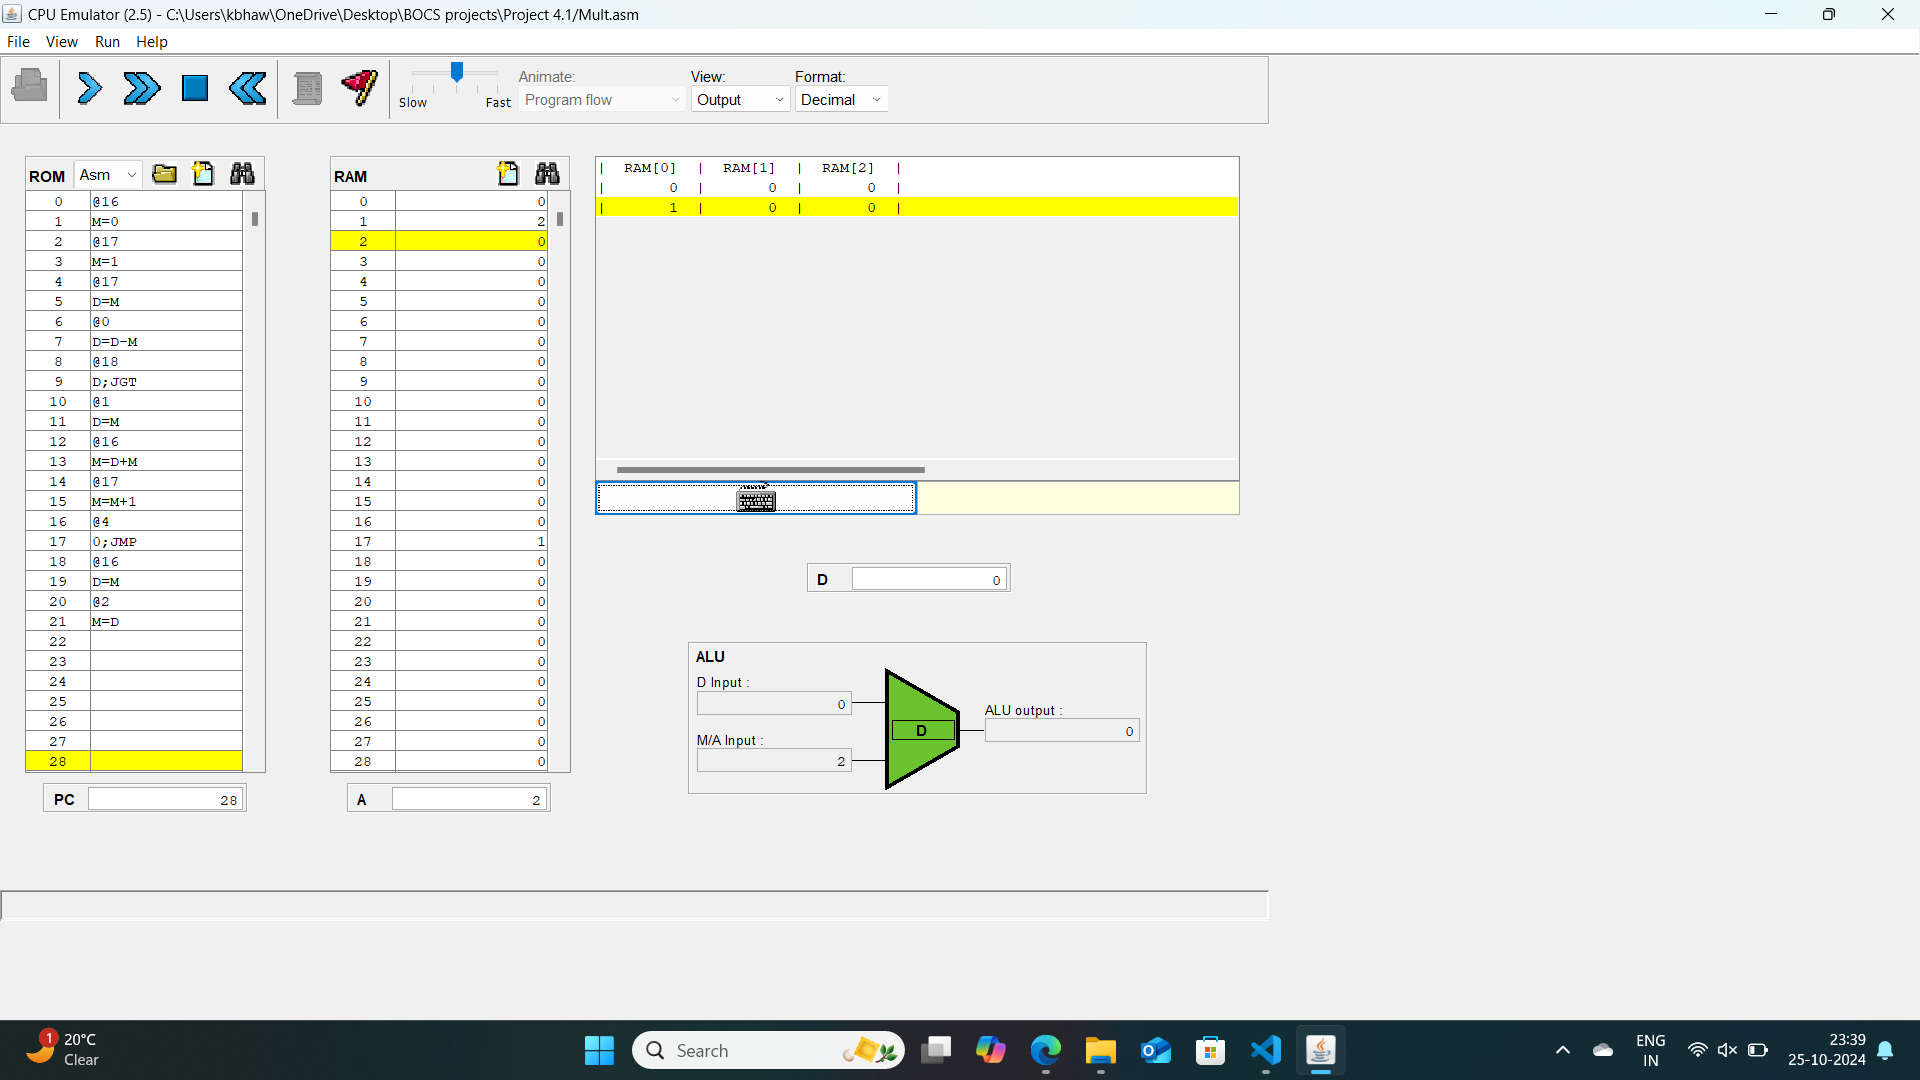 CPU Emulator (2.5) - C:\Users\kbhaw\OneDrive\Desktop\BOCS projects\Project 4.1/Mult.asm
File View Run Help
Slow Fast
Animate:
Program flow
View:
Output
Format:
Decimal
ROM Asm
0 @16
1 M=0
2 @17
3 M=1
4 @17
5 D=M
6 @0
7 D=D-M
8 @18
9 D;JGT
10 @1
11 D=M
12 @16
13 M=D+M
14 @17
15 M=M+1
16 @4
17 0;JMP
18 @16
19 D=M
20 @2
21 M=D
22
23
24
25
26
27
28
PC 28
RAM
0 0
1 2
2 0
3 0
4 0
5 0
6 0
7 0
8 0
9 0
10 0
11 0
12 0
13 0
14 0
15 0
16 0
17 1
18 0
19 0
20 0
21 0
22 0
23 0
24 0
25 0
26 0
27 0
28 0
A 2
| RAM[0] | RAM[1] | RAM[2] |
| 0 | 0 | 0 |
| 1 | 0 | 0 |
D 0
ALU
D Input :
0
M/A Input :
2
D
ALU output :
0
1
20°C
Clear
Search
ENG
IN
23:39
25-10-2024